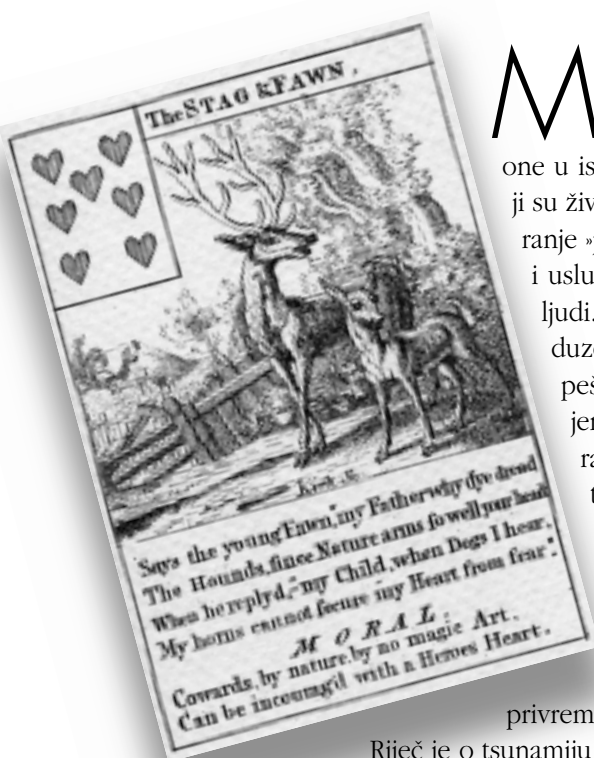 The STAG & FAWN.
Kirk. Sc.
Says the young Fawn, my Father why d'ye dread
The Hounds, since Nature arms so well your head
When he reply'd, my Child, when Dogs I hear,
My horns cannot secure my Heart from fear.
MORAL.
Cowards, by nature, by no magic Art,
Can be incourag'd with a Heroes Heart.
M
one u is
ji su živ
ranje »
i uslu
ljudi.
duz
peš
jer
ra
t
privrem
Riječ je o tsunamiju